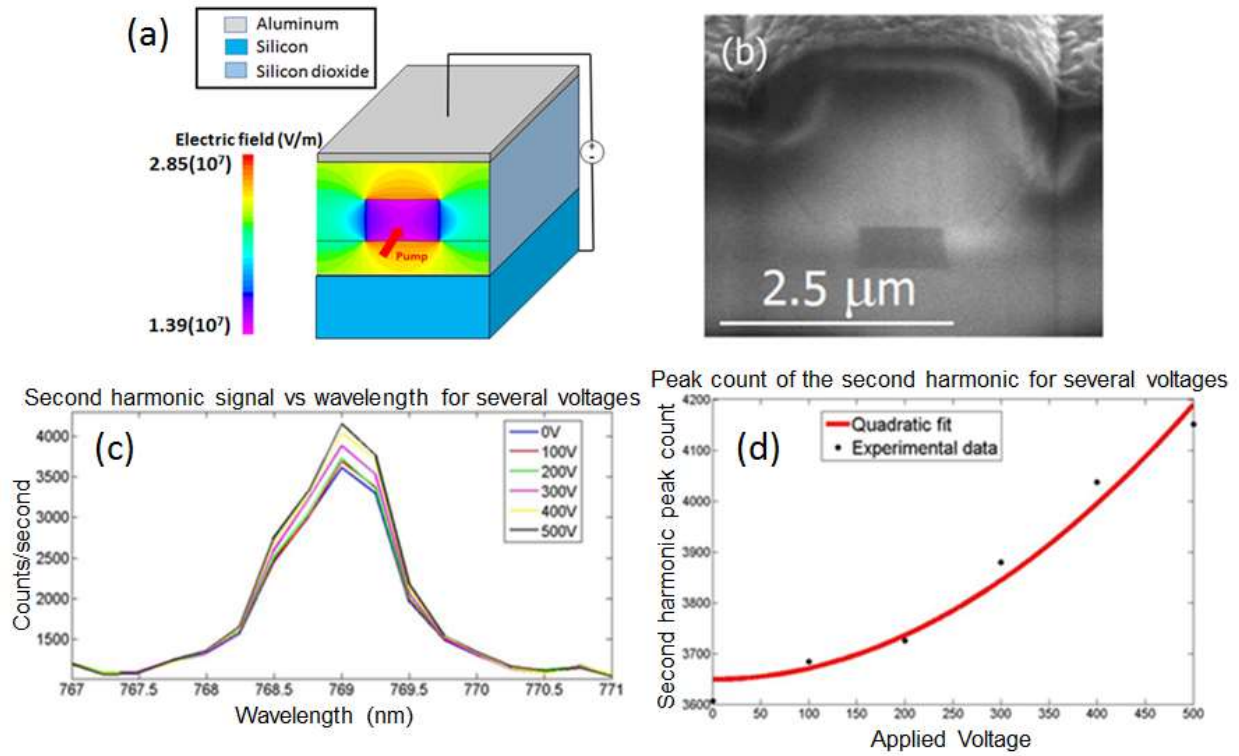 (a)
Aluminum
Silicon
Silicon dioxide
Electric field (V/m)
2.85(10⁷)
1.39(10⁷)
Pump
+
-
(b)
2.5 μm
Second harmonic signal vs wavelength for several voltages
(c)
Counts/second
4000
3500
3000
2500
2000
1500
0V
100V
200V
300V
400V
500V
767 767.5 768 768.5 769 769.5 770 770.5 771
Wavelength (nm)
Peak count of the second harmonic for several voltages
(d)
Second harmonic peak count
4200
4100
4000
3900
3800
3700
3600
Quadratic fit
Experimental data
0 50 100 150 200 250 300 350 400 450 500
Applied Voltage